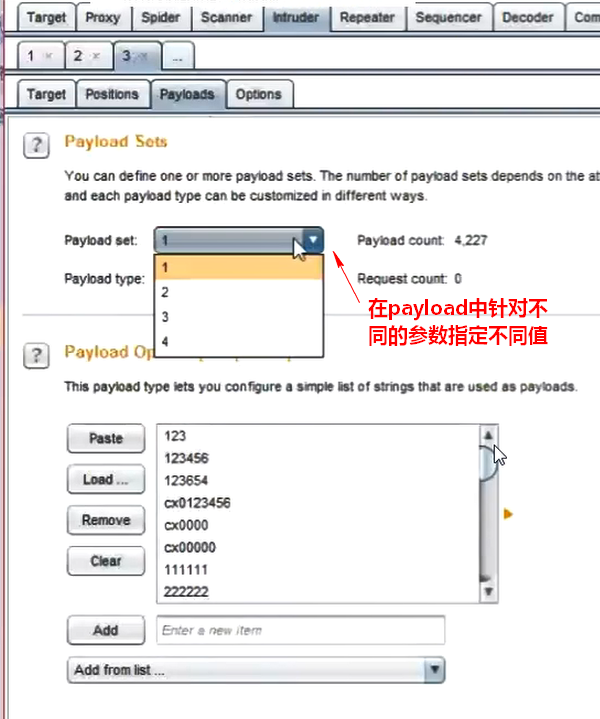 Target Proxy Spider Scanner Intruder Repeater Sequencer Decoder Com
1 × 2 × 3 × ...
Target Positions Payloads Options
? Payload Sets
You can define one or more payload sets. The number of payload sets depends on the at
and each payload type can be customized in different ways.
Payload set: 1 Payload count: 4,227
Payload type: 1 Request count: 0
2
3
4
在payload中针对不
同的参数指定不同值
? Payload Op
This payload type lets you configure a simple list of strings that are used as payloads.
Paste 123
123456
Load ... 123654
cx0123456
Remove cx0000
cx00000
Clear 111111
222222
Add Enter a new item
Add from list ...